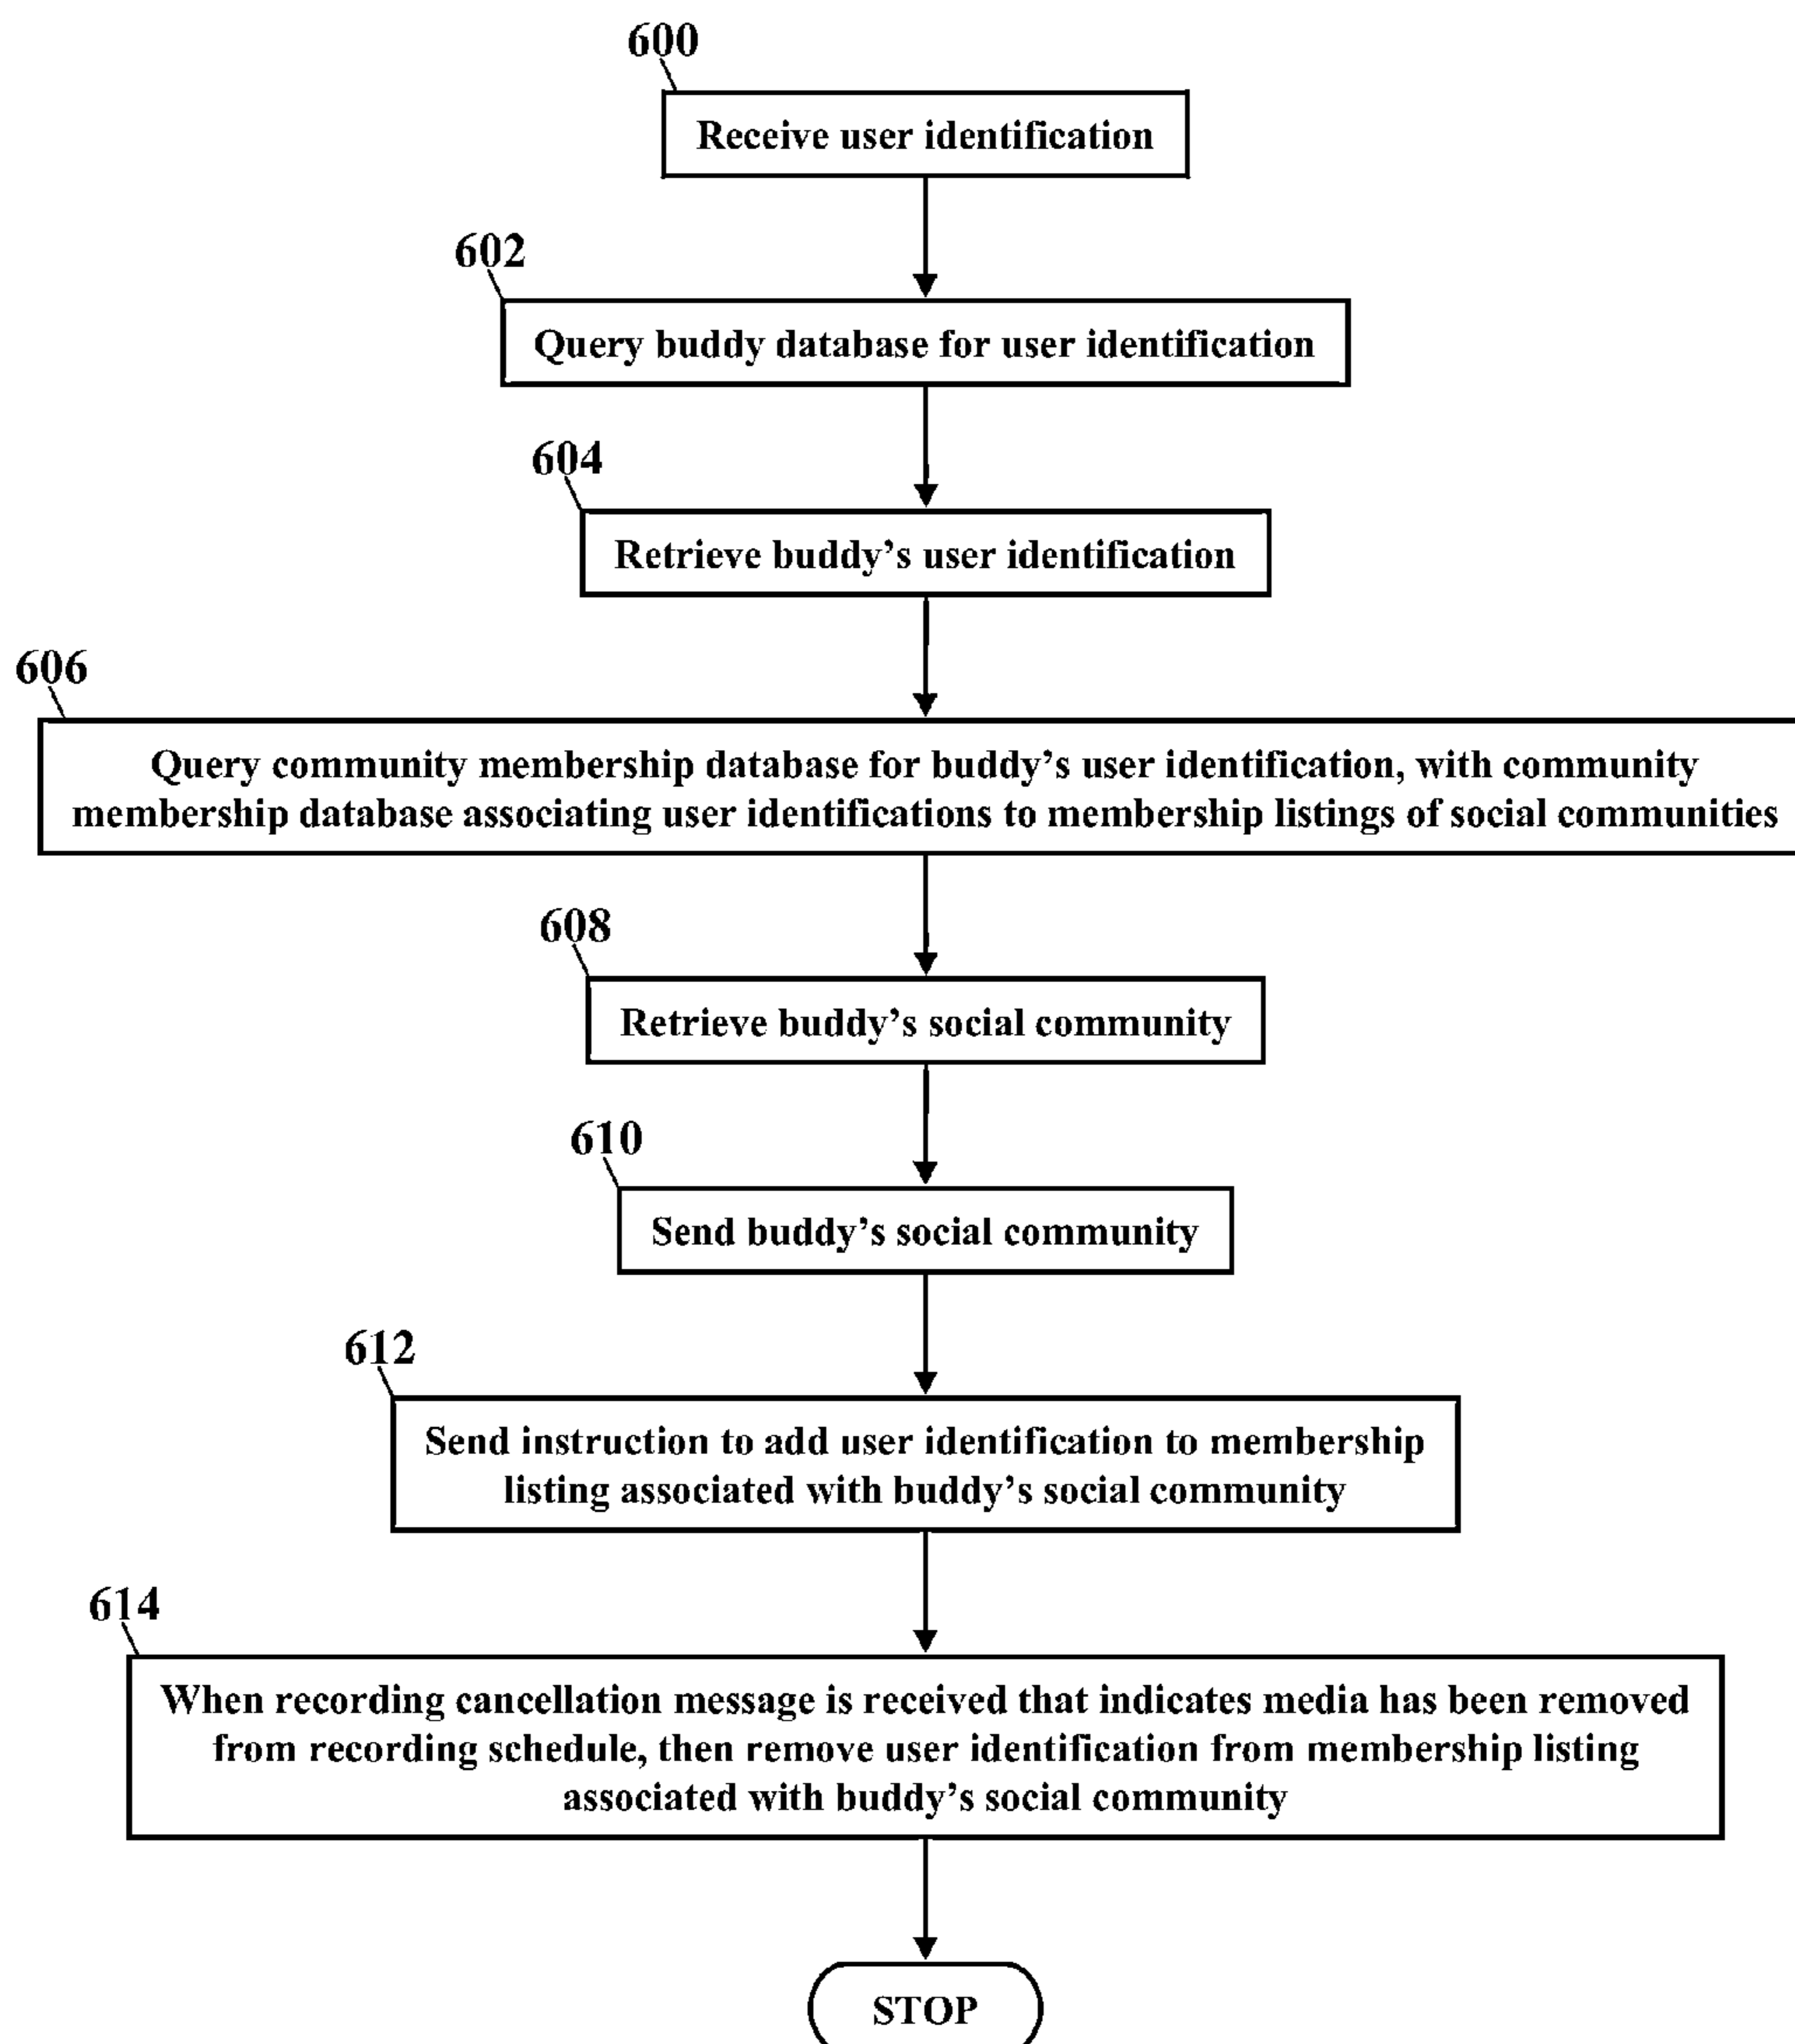 600
Receive user identification
602
Query buddy database for user identification
604
Retrieve buddy’s user identification
606
Query community membership database for buddy’s user identification, with community
membership database associating user identifications to membership listings of social communities
608
Retrieve buddy’s social community
610
Send buddy’s social community
612
Send instruction to add user identification to membership
listing associated with buddy’s social community
614
When recording cancellation message is received that indicates media has been removed
from recording schedule, then remove user identification from membership listing
associated with buddy’s social community
STOP